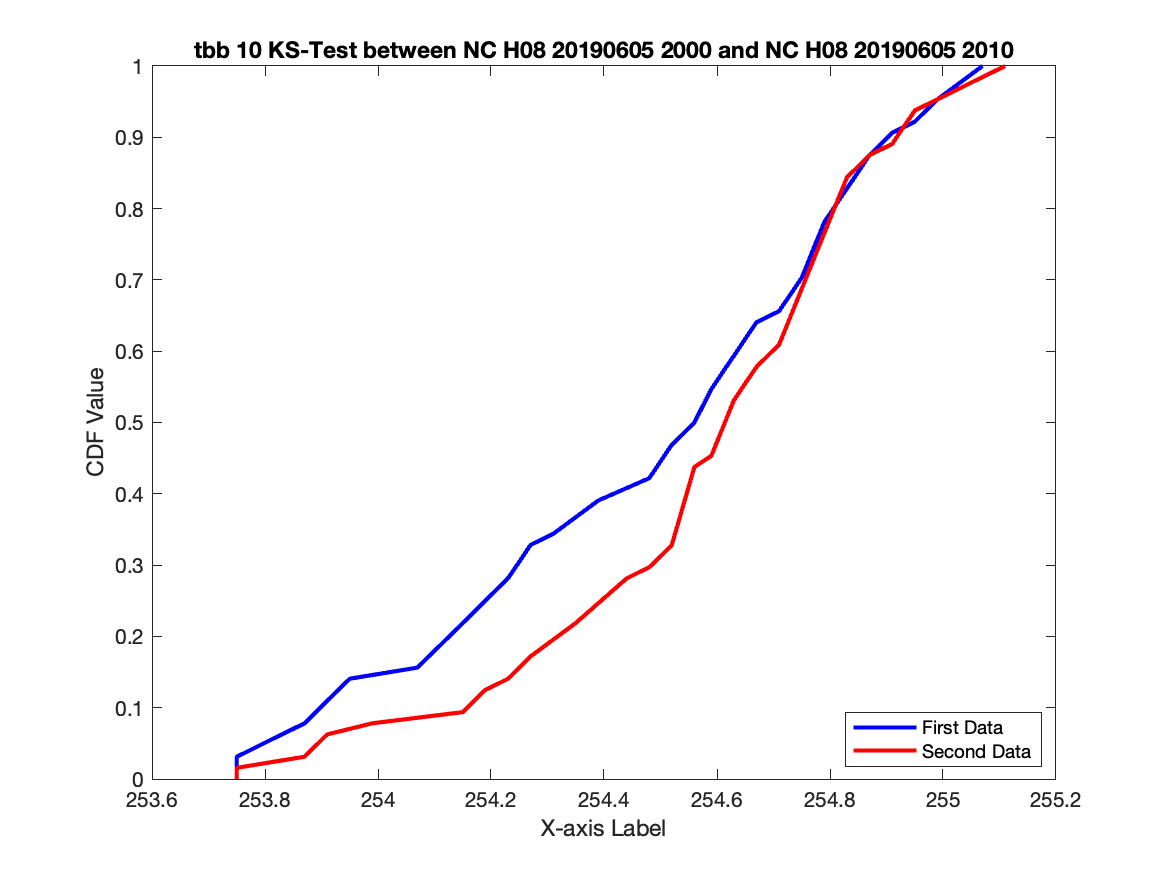 tbb 10 KS-Test between NC H08 20190605 2000 and NC H08 20190605 2010
1
0.9
0.8
0.7
0.6
0.5
0.4
0.3
0.2
0.1
0
CDF Value
First Data
Second Data
253.6 253.8 254 254.2 254.4 254.6 254.8 255 255.2
X-axis Label